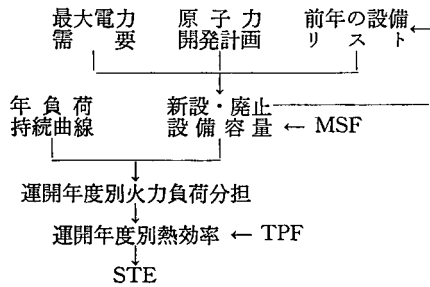 最大電力 原子力 前年の設備
需要 開発計画 リスト
年負荷 新設・廃止
持続曲線 設備容量 ← MSF
運開年度別火力負荷分担
運開年度別熱効率 ← TPF
STE